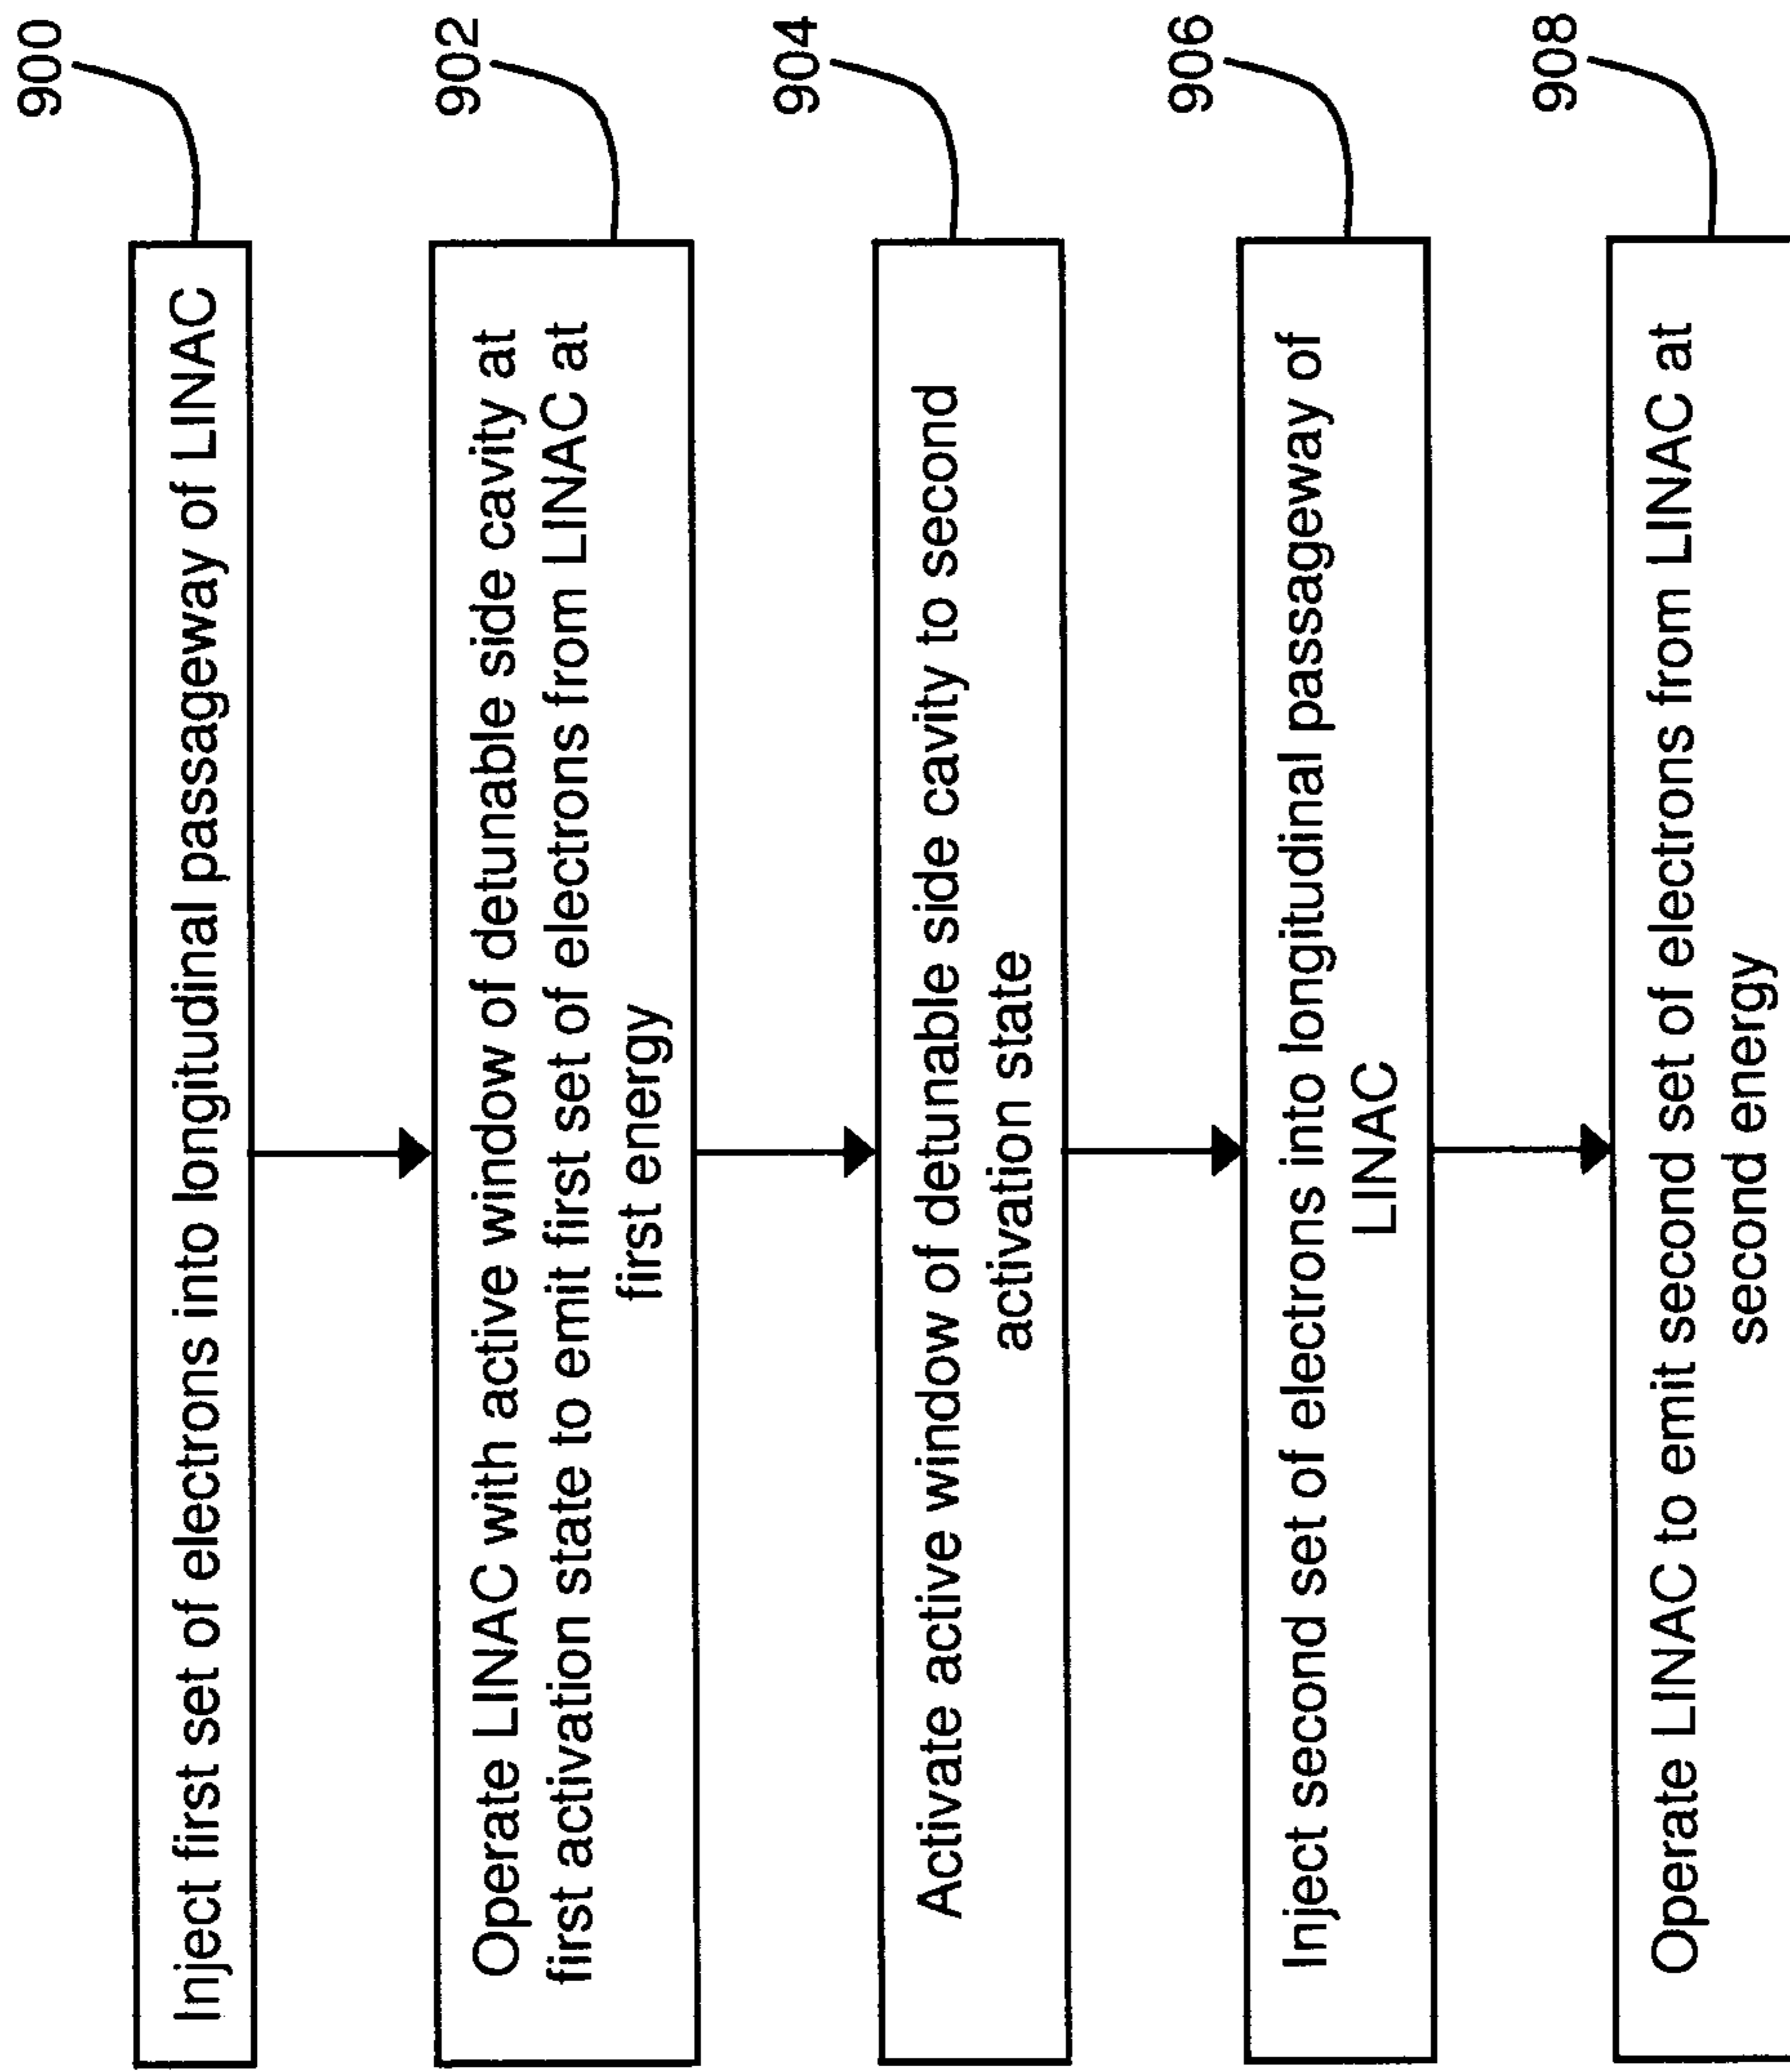 900
Inject first set of electrons into longitudinal passageway of LINAC
902
Operate LINAC with active window of detunable side cavity at
first activation state to emit first set of electrons from LINAC at
first energy
904
Activate active window of detunable side cavity to second
activation state
906
Inject second set of electrons into longitudinal passageway of
LINAC
908
Operate LINAC to emit second set of electrons from LINAC at
second energy